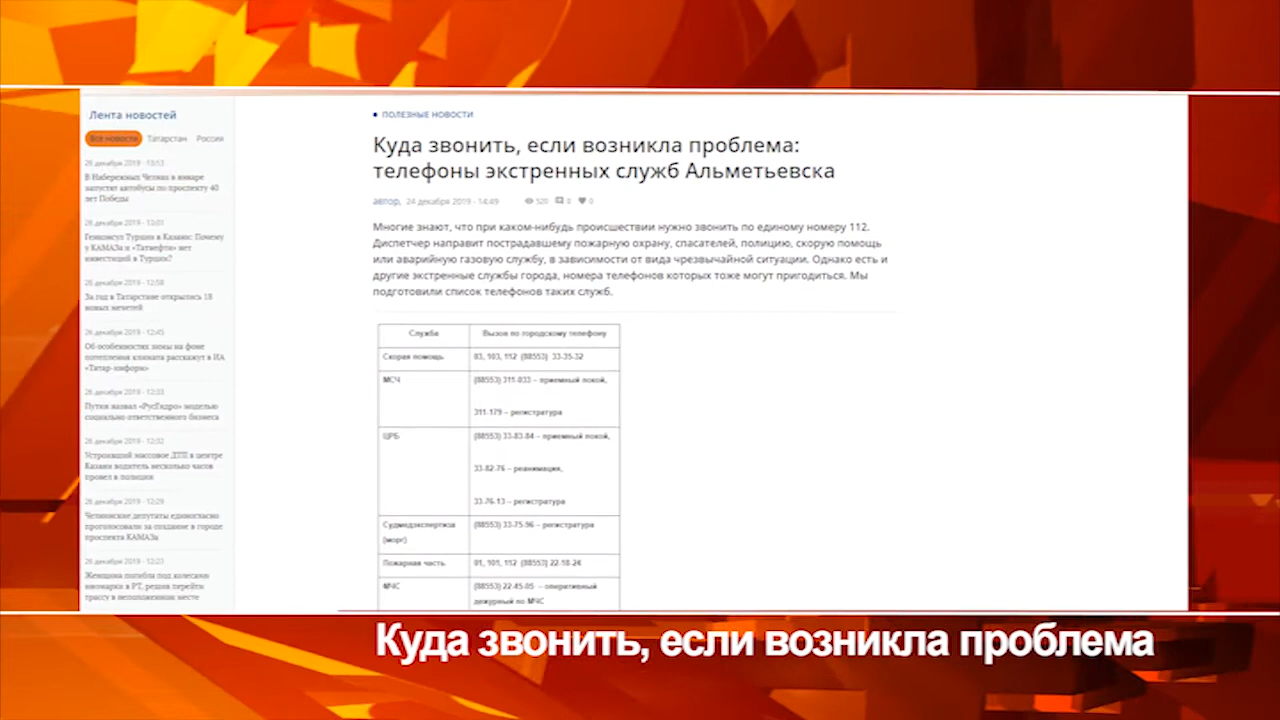 Лента новостей
Все новости Татарстан Россия
26 декабря 2019 - 13:13
В Набережных Челнах в январе
запустят автобусы по проспекту 40
лет Победы
26 декабря 2019 - 13:01
Генконсул Турции в Казани: Почему
у КАМАЗа и «Татнефти» нет
инвестиций в Турции?
26 декабря 2019 - 12:58
За год в Татарстане открылись 18
новых мечетей
26 декабря 2019 - 12:45
Об особенностях зимы на фоне
потепления климата расскажут в ИА
«Татар-информ»
26 декабря 2019 - 12:33
Путин назвал «РусГидро» моделью
социально ответственного бизнеса
26 декабря 2019 - 12:32
Устроивший массовое ДТП в центре
Казани водитель несколько часов
провел в полиции
26 декабря 2019 - 12:29
Челнинские депутаты единогласно
проголосовали за создание в городе
проспекта КАМАЗа
26 декабря 2019 - 12:23
Женщина погибла под колесами
иномарки в РТ, решив перейти
трассу в неположенном месте
ПОЛЕЗНЫЕ НОВОСТИ
Куда звонить, если возникла проблема:
телефоны экстренных служб Альметьевска
автор, 24 декабря 2019 - 14:49 520 0 0
Многие знают, что при каком-нибудь происшествии нужно звонить по единому номеру 112.
Диспетчер направит пострадавшему пожарную охрану, спасателей, полицию, скорую помощь
или аварийную газовую службу, в зависимости от вида чрезвычайной ситуации. Однако есть и
другие экстренные службы города, номера телефонов которых тоже могут пригодиться. Мы
подготовили список телефонов таких служб.
Служба Вызов по городскому телефону
Скорая помощь 03, 103, 112 (88553) 33-35-32
МСЧ (88553) 311-033 – приемный покой,
311-179 – регистратура
ЦРБ (88553) 33-83-84 – приемный покой,
33-82-76 – реанимация,
33-76-13 – регистратура
Судмедэкспертиза (88553) 33-75-96 – регистратура
(морг)
Пожарная часть 01, 101, 112 (88553) 22-18-24
МЧС (88553) 22-45-05 – оперативный
дежурный по МЧС
Куда звонить, если возникла проблема